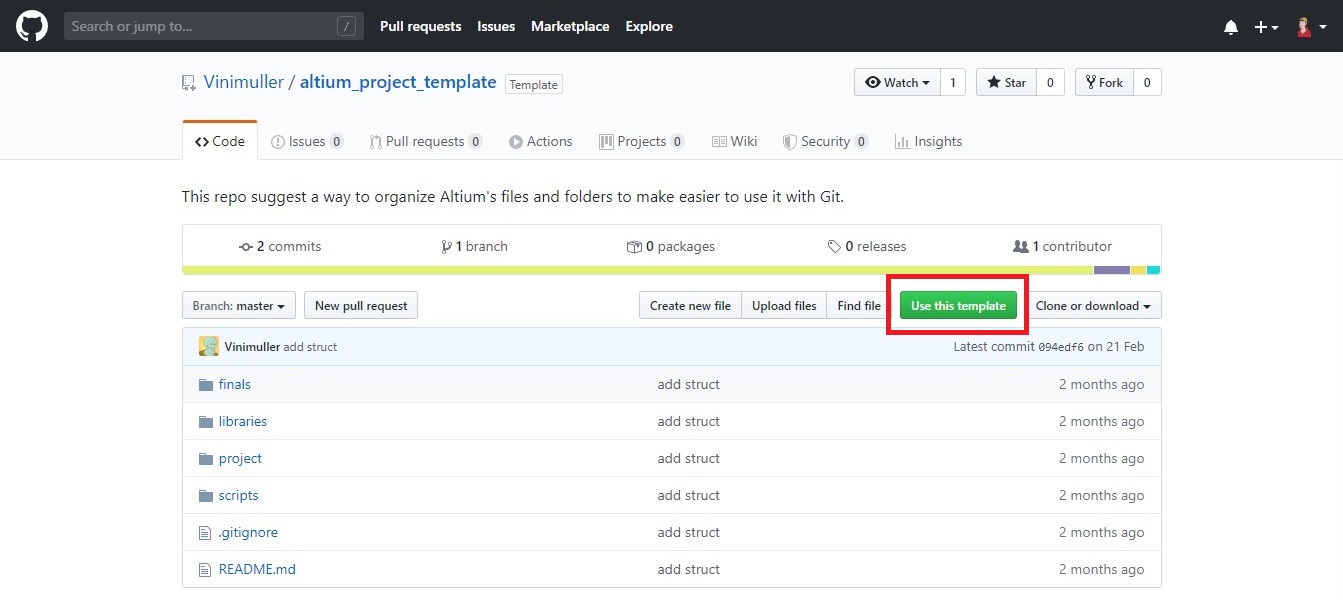 Search or jump to... / Pull requests Issues Marketplace Explore
Vinimuller / altium_project_template Template Watch 1 Star 0 Fork 0
Code Issues 0 Pull requests 0 Actions Projects 0 Wiki Security 0 Insights
This repo suggest a way to organize Altium's files and folders to make easier to use it with Git.
2 commits 1 branch 0 packages 0 releases 1 contributor
Branch: master New pull request Create new file Upload files Find file Use this template Clone or download
Vinimuller add struct Latest commit 094edf6 on 21 Feb
finals add struct 2 months ago
libraries add struct 2 months ago
project add struct 2 months ago
scripts add struct 2 months ago
.gitignore add struct 2 months ago
README.md add struct 2 months ago